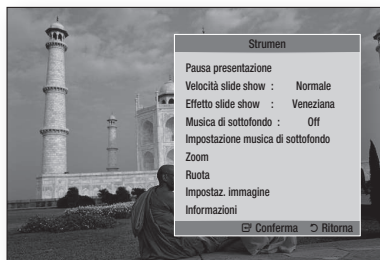 Strumen
Pausa presentazione
Velocità slide show : Normale
Effetto slide show : Veneziana
Musica di sottofondo : Off
Impostazione musica di sottofondo
Zoom
Ruota
Impostaz. immagine
Informazioni
Conferma Ritorna